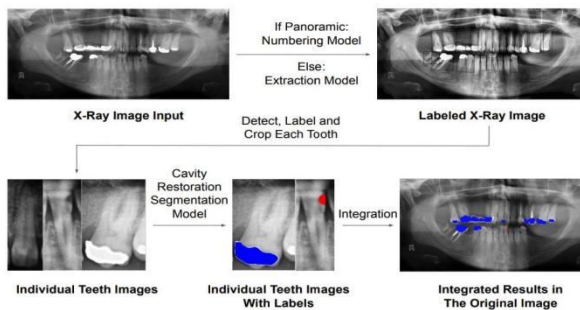 If Panoramic:
Numbering Model
Else:
Extraction Model
X-Ray Image Input
Labeled X-Ray Image
Detect, Label and
Crop Each Tooth
Cavity
Restoration
Segmentation
Model
Integration
Individual Teeth Images
Individual Teeth Images
With Labels
Integrated Results in
The Original Image